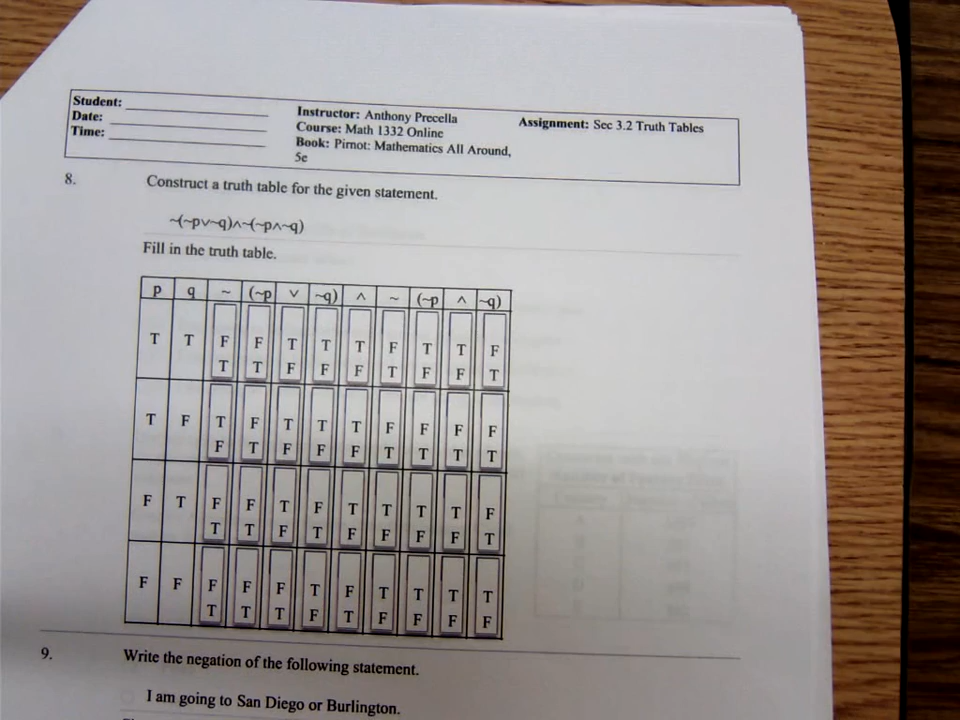 Student:
Date:
Time:
Instructor: Anthony Precella
Course: Math 1332 Online
Book: Pirnot: Mathematics All Around,
5e
Assignment: Sec 3.2 Truth Tables
8. Construct a truth table for the given statement.
~(~p∨~q)∧~(~p∧~q)
Fill in the truth table.
p q ~ (~p ∨ ~q) ∧ ~ (~p ∧ ~q)
T T F F T T T F T T F
T T F F F T F F T
T F T F T T T F F F F
F T F F F T T T T
F T F F T F T T T T F
T T F T F F F F T
F F F F F T F T T T T
T T T F T F F F F
9. Write the negation of the following statement.
I am going to San Diego or Burlington.